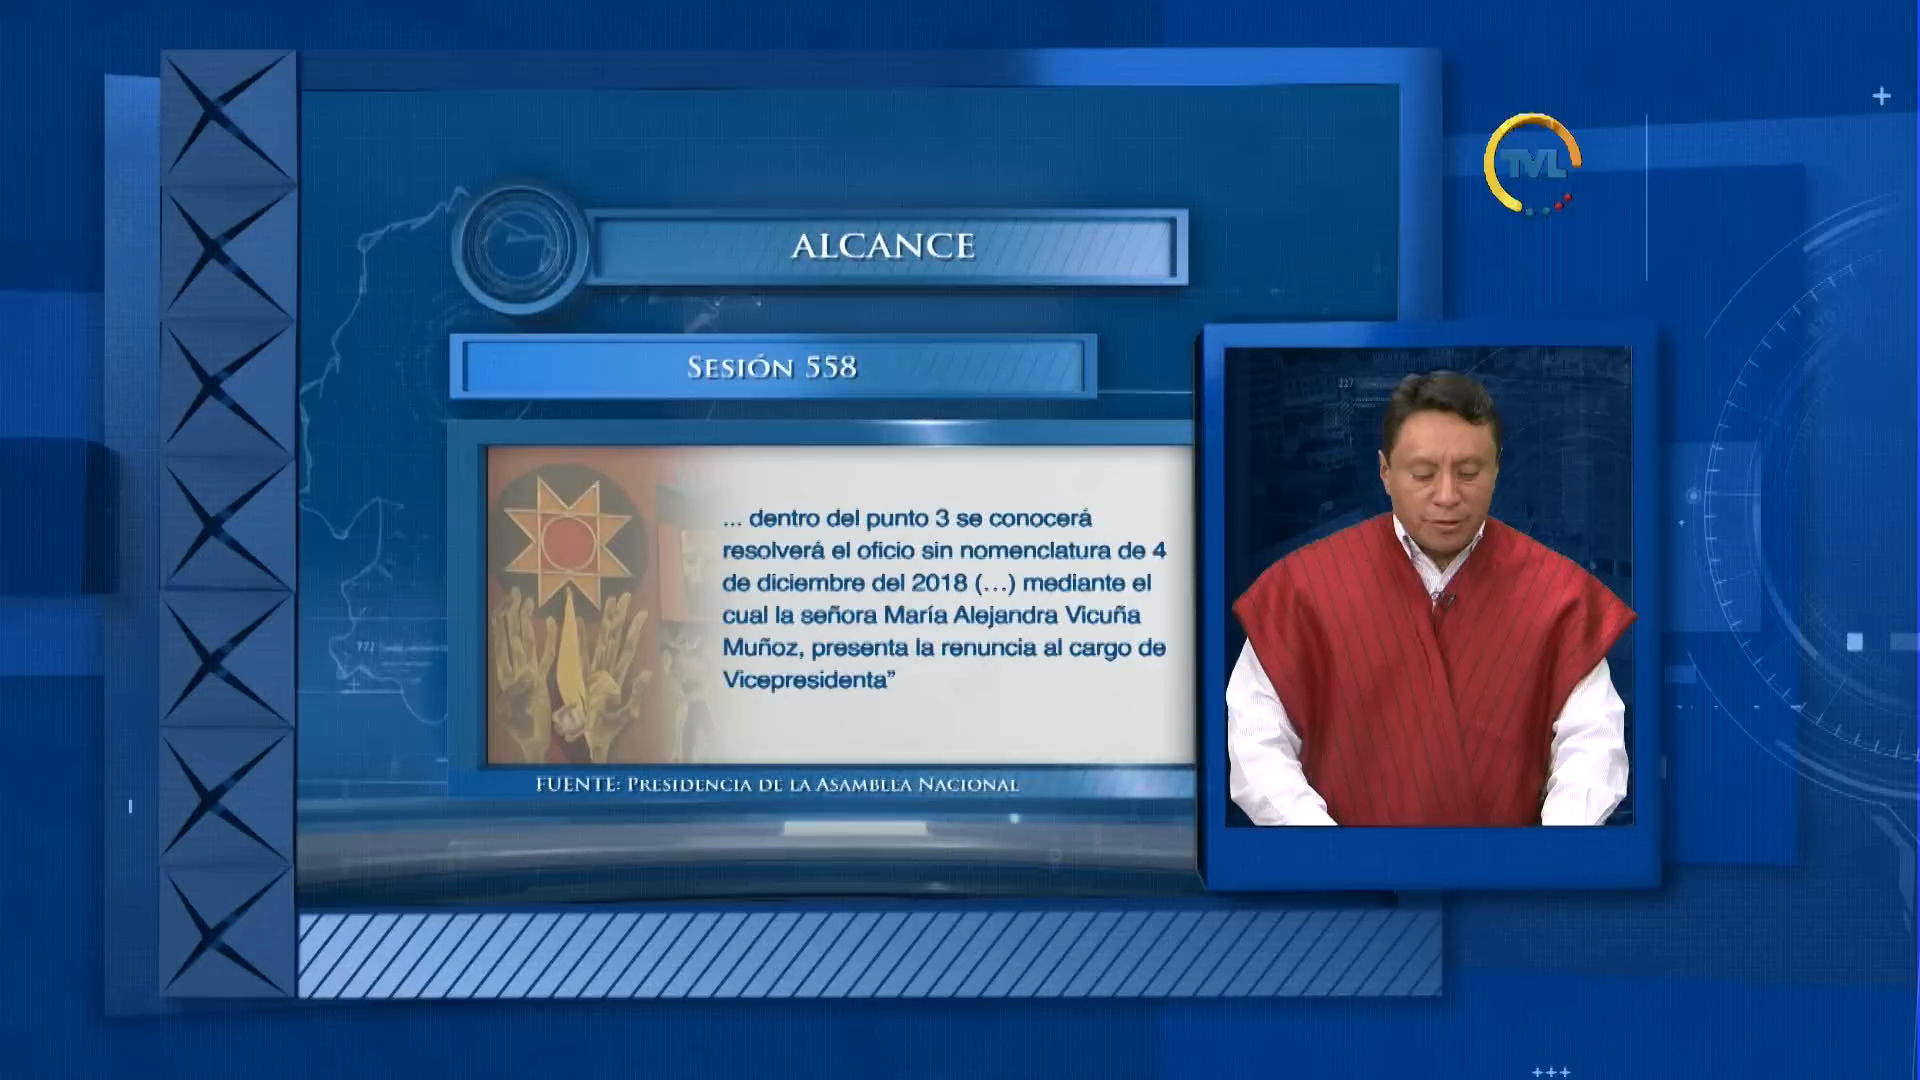 TVL
ALCANCE
SESIÓN 558
... dentro del punto 3 se conocerá
resolverá el oficio sin nomenclatura de 4
de diciembre del 2018 (...) mediante el
cual la señora María Alejandra Vicuña
Muñoz, presenta la renuncia al cargo de
Vicepresidenta”
FUENTE: PRESIDENCIA DE LA ASAMBLEA NACIONAL